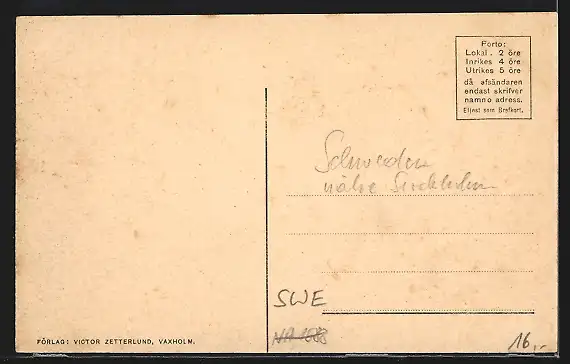 Porto:
Lokal. 2 öre
Inrikes 4 öre
Utrikes 5 öre
då afsändaren
endast skrifver
namn o adress.
Eljest som Brefkort.
Schweden
nähe Stockholm
SWE
FÖRLAG: VICTOR ZETTERLUND, VAXHOLM.
16,-